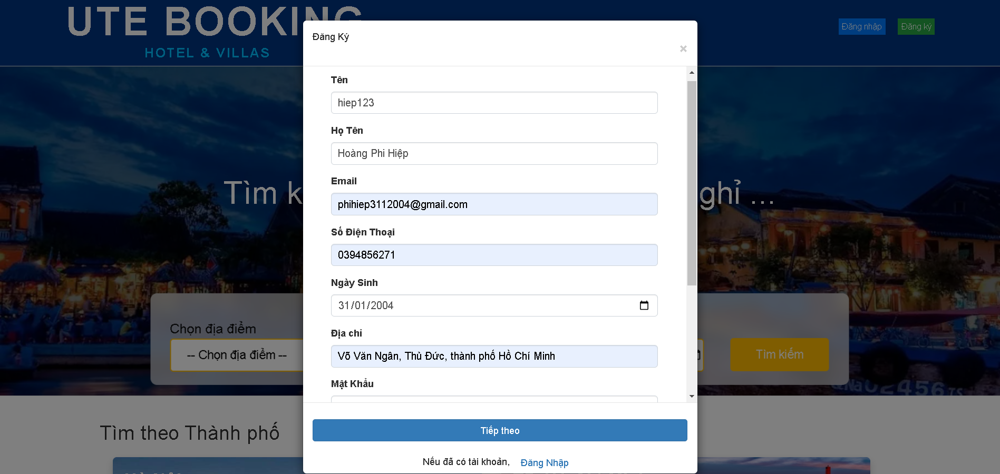 UTE BOOKING
HOTEL & VILLAS
Đăng nhập
Đăng ký
Đăng Ký
×
Tên
hiep123
Họ Tên
Hoàng Phi Hiệp
Email
phihiep3112004@gmail.com
Số Điện Thoại
0394856271
Ngày Sinh
31/01/2004
Địa chỉ
Võ Văn Ngân, Thủ Đức, thành phố Hồ Chí Minh
Mật Khẩu
Tiếp theo
Nếu đã có tài khoản, Đăng Nhập
Tìm k
ghỉ ...
Chọn địa điểm
-- Chọn địa điểm --
Tìm kiếm
02456 TS
Tìm theo Thành phố